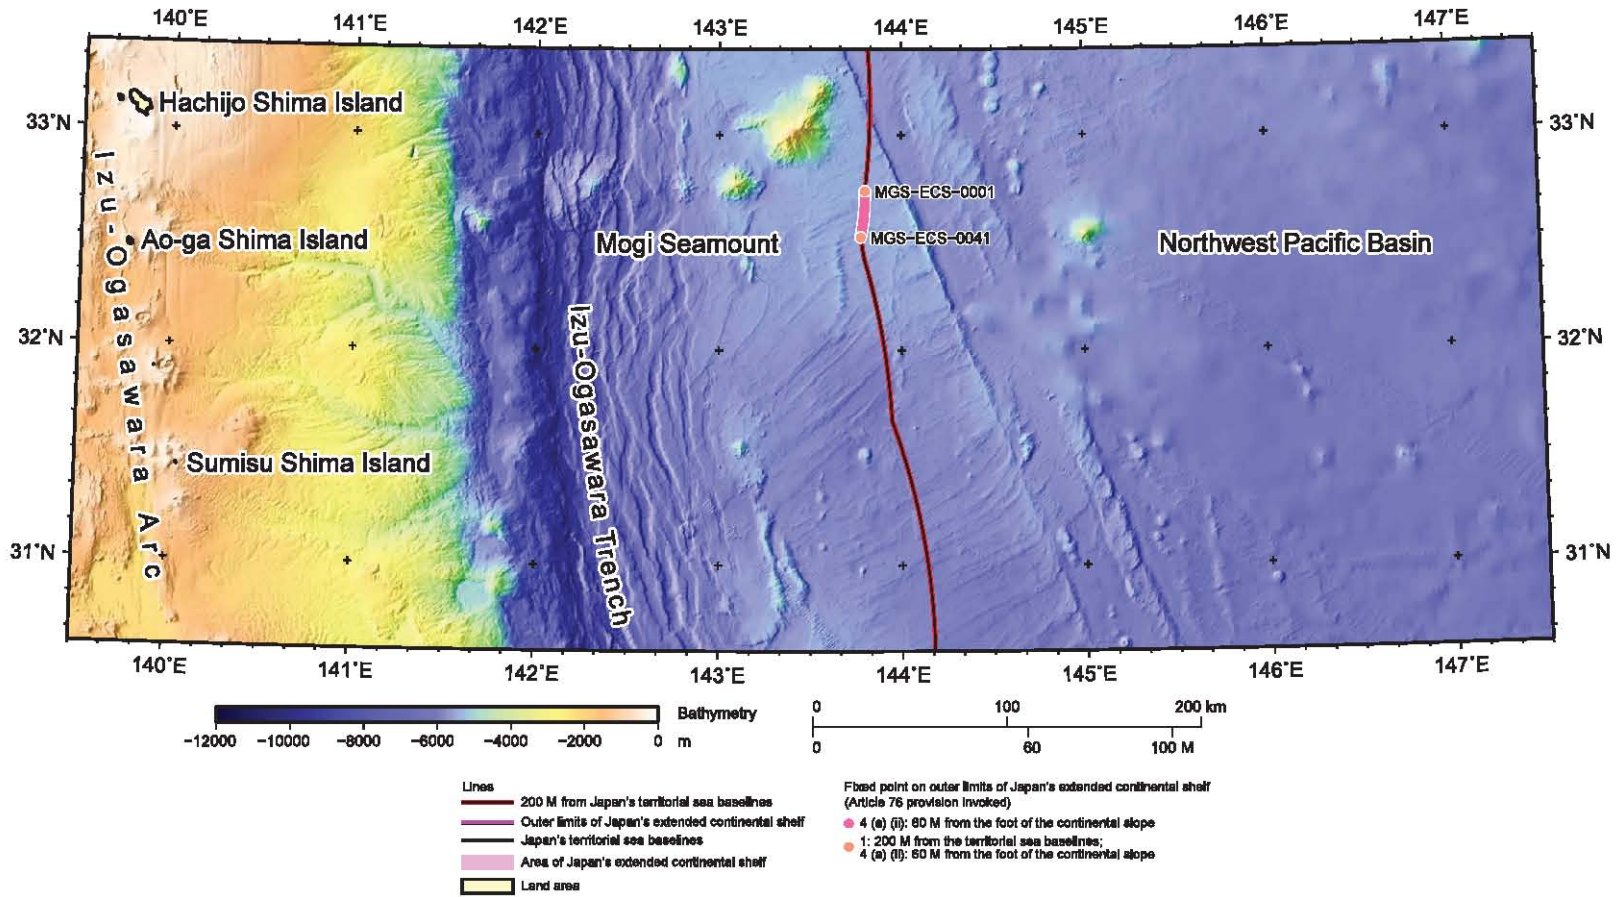 140°E 141°E 142°E 143°E 144°E 145°E 146°E 147°E
33°N
33°N
Hachijo Shima Island
MGS-ECS-0001
MGS-ECS-0041
Ao-ga Shima Island
Mogi Seamount
Northwest Pacific Basin
Izu-Ogasawara Arc
Izu-Ogasawara Trench
32°N
32°N
Sumisu Shima Island
31°N
31°N
140°E 141°E 142°E 143°E 144°E 145°E 146°E 147°E
Bathymetry
-12000 -10000 -8000 -6000 -4000 -2000 0 m
0 100 200 km
0 60 100 M
Lines
200 M from Japan's territorial sea baselines
Outer limits of Japan's extended continental shelf
Japan's territorial sea baselines
Area of Japan's extended continental shelf
Land area
Fixed point on outer limits of Japan's extended continental shelf
(Article 76 provision invoked)
4 (a) (ii): 60 M from the foot of the continental slope
1: 200 M from the territorial sea baselines;
4 (a) (ii): 60 M from the foot of the continental slope